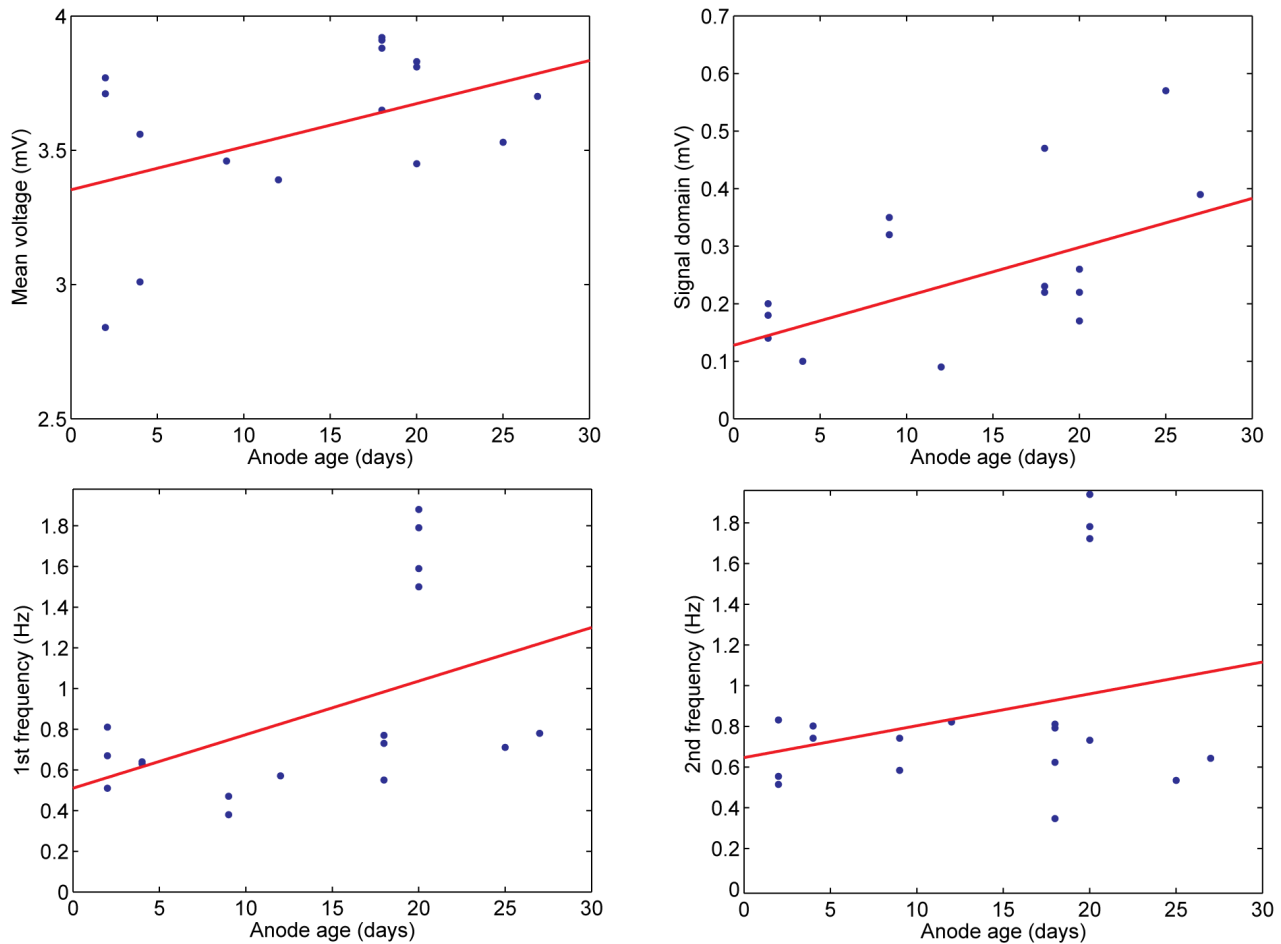 4
3.5
3
2.5
0 5 10 15 20 25 30
Mean voltage (mV)
Anode age (days)
0.7
0.6
0.5
0.4
0.3
0.2
0.1
0
0 5 10 15 20 25 30
Signal domain (mV)
Anode age (days)
1.8
1.6
1.4
1.2
1
0.8
0.6
0.4
0.2
0
0 5 10 15 20 25 30
1st frequency (Hz)
Anode age (days)
1.8
1.6
1.4
1.2
1
0.8
0.6
0.4
0.2
0
0 5 10 15 20 25 30
2nd frequency (Hz)
Anode age (days)